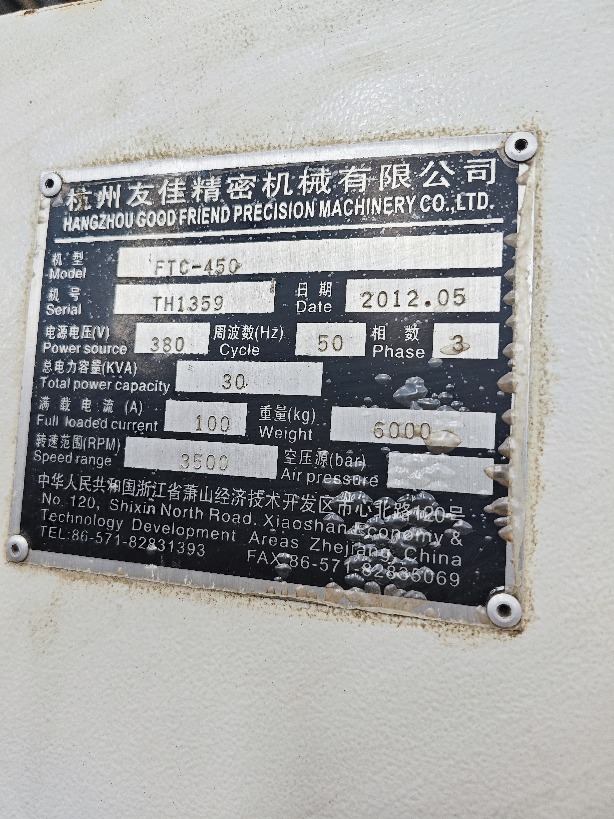 杭州友佳精密机械有限公司
HANGZHOU GOOD FRIEND PRECISION MACHINERY CO.,LTD.
机型 Model FTC-450
机号 Serial TH1359 日期 Date 2012.05
电源电压(V) Power source 380 周波数(Hz) Cycle 50 相数 Phase 3
总电力容量(KVA) Total power capacity 30
满载电流(A) Full loaded current 100 重量(kg) Weight 6000
转速范围(RPM) Speed range 3500 空压源(bar) Air pressure
中华人民共和国浙江省萧山经济技术开发区市心北路120号
No. 120, Shixin North Road, Xiaoshan Economy &
Technology Development Areas Zhejiang, China
TEL:86-571-82831393 FAX:86-571-82835069